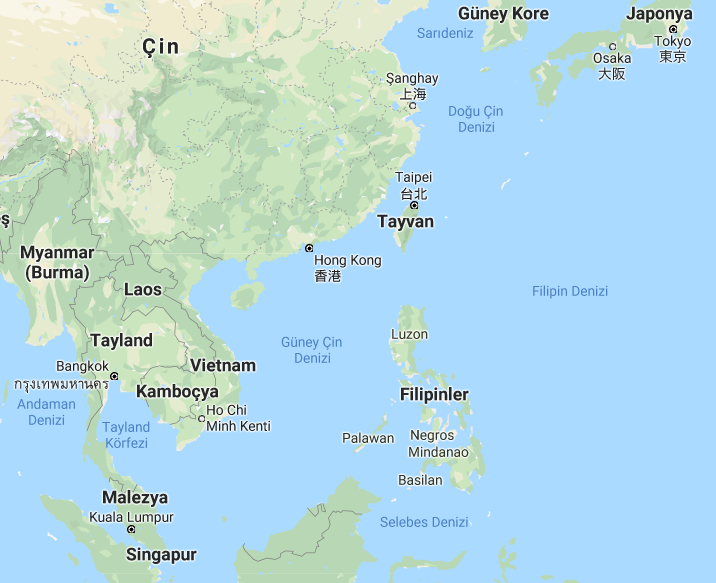 Güney Kore
Japonya
Sarıdeniz
Tokyo
東京
Çin
Osaka
大阪
Şanghay
上海
Doğu Çin
Denizi
Taipei
台北
Tayvan
Myanmar
(Burma)
Hong Kong
香港
Laos
Filipin Denizi
Tayland
Luzon
Güney Çin
Denizi
Vietnam
Bangkok
กรุงเทพมหานคร
Kamboçya
Filipinler
Andaman
Denizi
Ho Chi
Minh Kenti
Tayland
Körfezi
Palawan
Negros
Mindanao
Basilan
Malezya
Kuala Lumpur
Selebes Denizi
Singapur